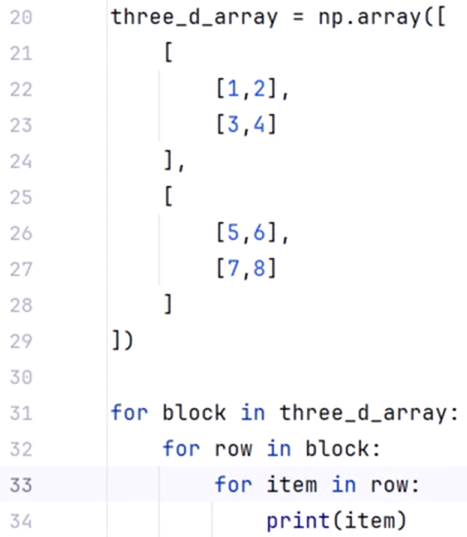 20 three_d_array = np.array([
21     [
22         [1,2],
23         [3,4]
24     ],
25     [
26         [5,6],
27         [7,8]
28     ]
29 ])
30
31 for block in three_d_array:
32     for row in block:
33         for item in row:
34             print(item)